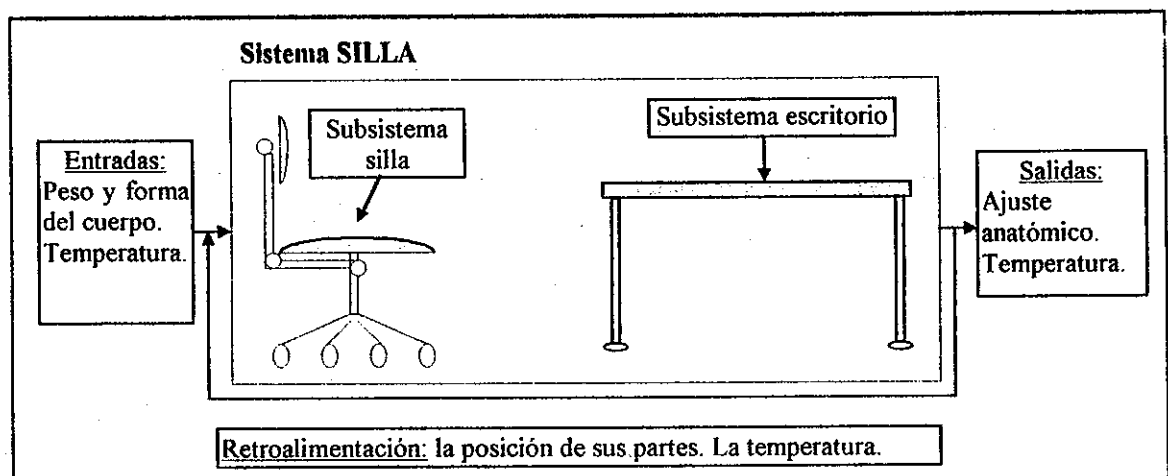 Sistema SILLA
Entradas:
Peso y forma
del cuerpo.
Temperatura.
Subsistema
silla
Subsistema escritorio
Salidas:
Ajuste
anatómico.
Temperatura.
Retroalimentación: la posición de sus partes. La temperatura.